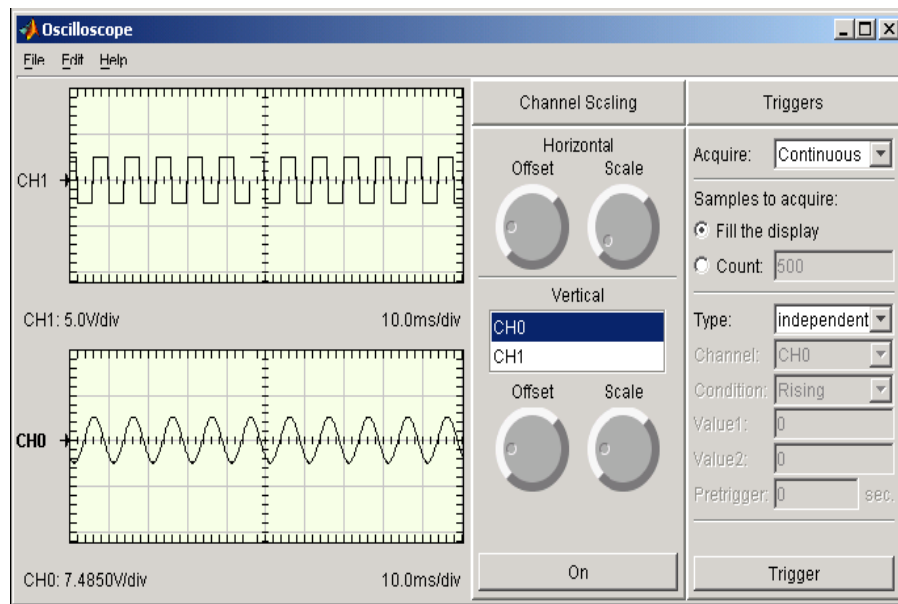 Oscilloscope
File Edit Help
CH1
CH1: 5.0V/div 10.0ms/div
CH0
CH0: 7.4850V/div 10.0ms/div
Channel Scaling
Horizontal
Offset Scale
Vertical
CH0
CH1
Offset Scale
On
Triggers
Acquire: Continuous
Samples to acquire:
Fill the display
Count: 500
Type: independent
Channel: CH0
Condition: Rising
Value1: 0
Value2: 0
Pretrigger: 0 sec.
Trigger